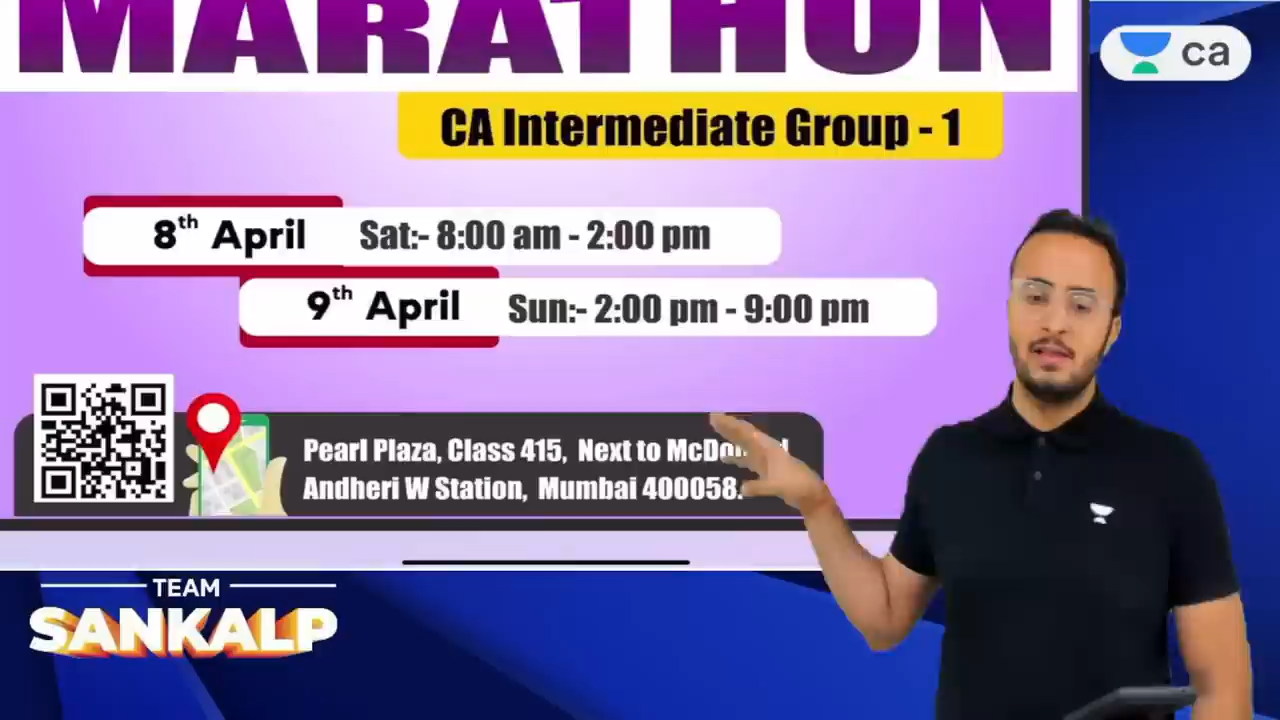 MARATHON
ca
CA Intermediate Group - 1
8th April Sat:- 8:00 am - 2:00 pm
9th April Sun:- 2:00 pm - 9:00 pm
Pearl Plaza, Class 415, Next to
Andheri W Station, Mumbai 400058.
TEAM
SANKALP